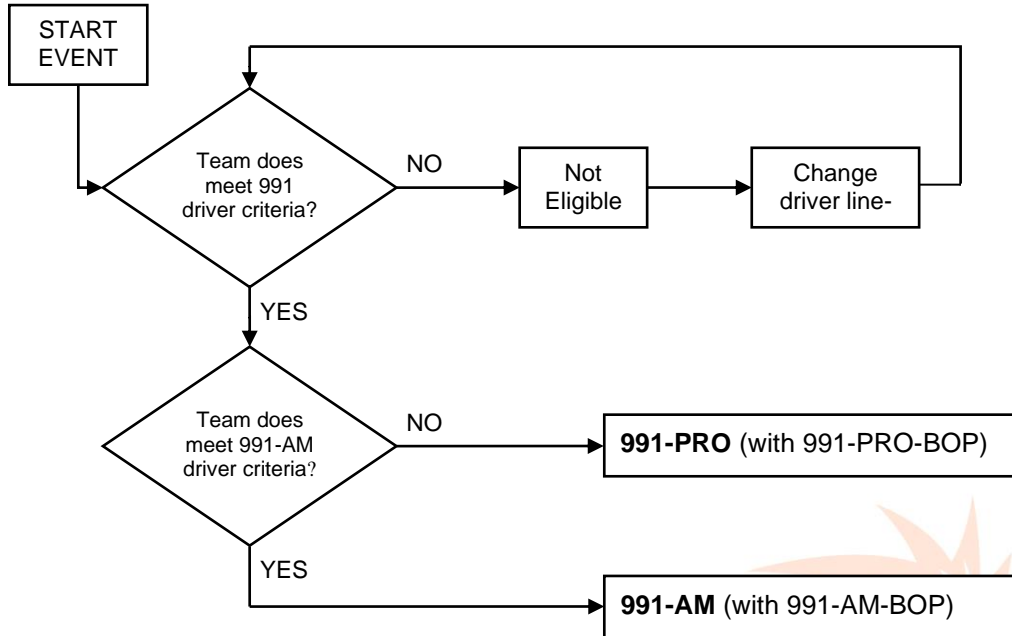 START
EVENT
Team does
meet 991
driver criteria?
NO
Not
Eligible
Change
driver line-
YES
Team does
meet 991-AM
driver criteria?
NO
991-PRO (with 991-PRO-BOP)
YES
991-AM (with 991-AM-BOP)